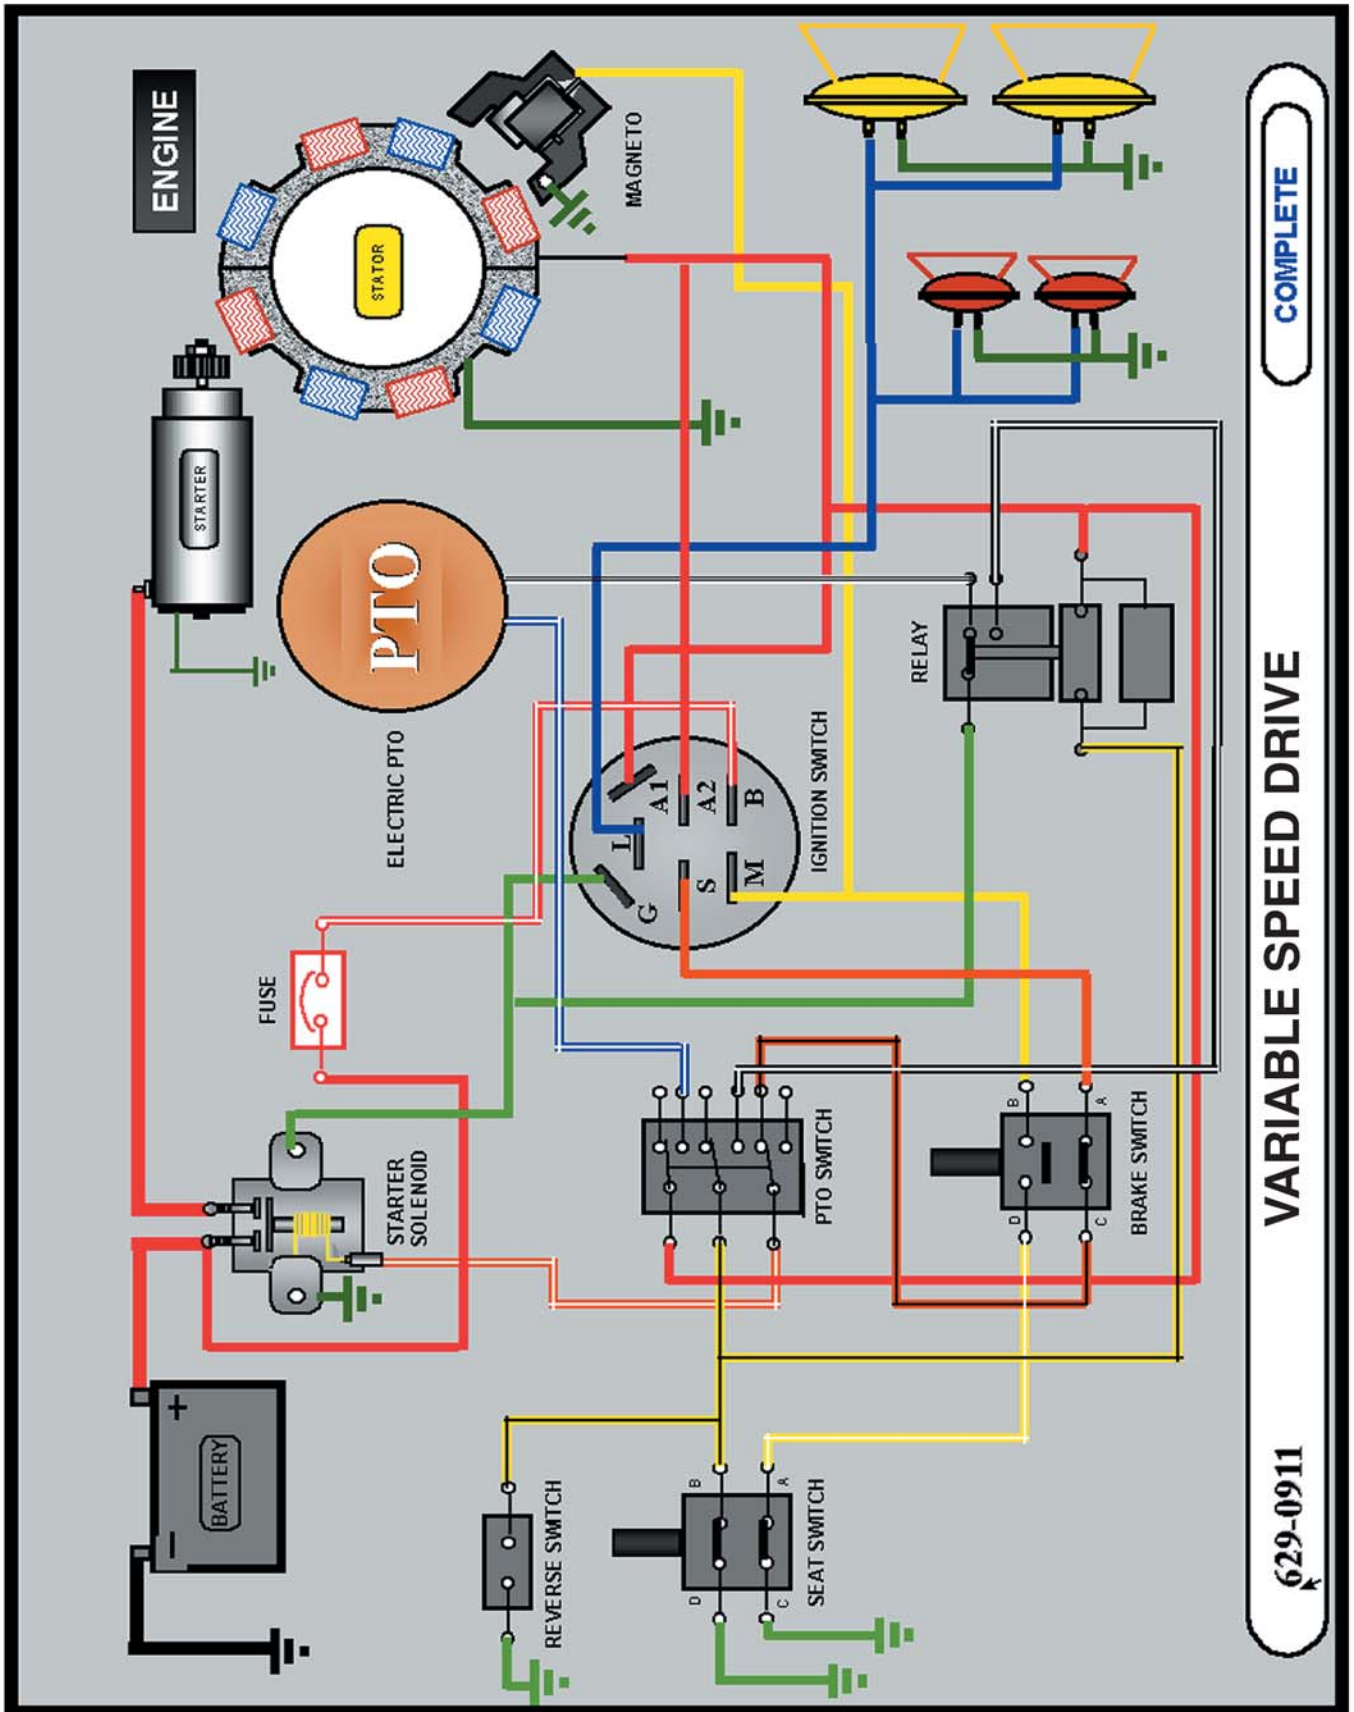 ENGINE
STATOR
MAGNETO
STARTER
PTO
ELECTRIC PTO
RELAY
IGNITION SWITCH
G
L
A1
A2
B
S
M
FUSE
STARTER
SOLENOID
PTO SWITCH
BRAKE SWITCH
B
A
D
C
BATTERY
+
-
REVERSE SWITCH
SEAT SWITCH
B
A
D
C
629-0911
VARIABLE SPEED DRIVE
COMPLETE